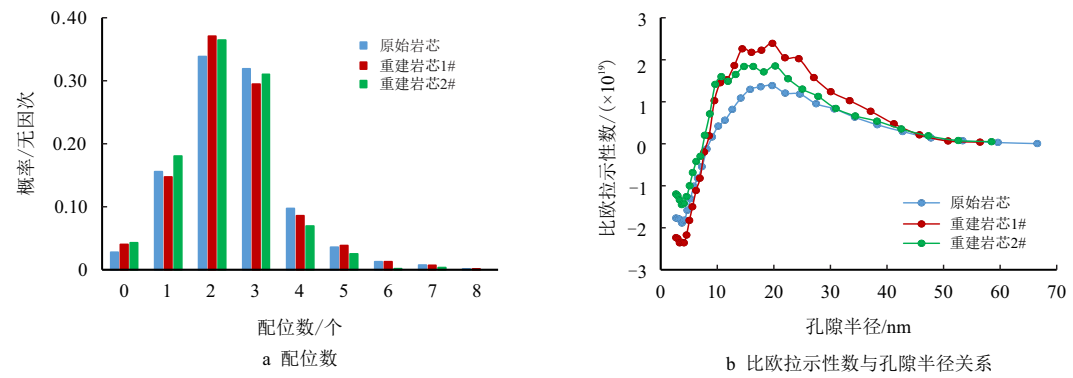 0.40
0.30
0.20
0.10
0
概率/无因次
原始岩芯
重建岩芯1#
重建岩芯2#
0 1 2 3 4 5 6 7 8
配位数/个
a 配位数
3
2
1
0
−1
−2
−3
比欧拉示性数/(×10¹⁹)
原始岩芯
重建岩芯1#
重建岩芯2#
0 10 20 30 40 50 60 70
孔隙半径/nm
b 比欧拉示性数与孔隙半径关系